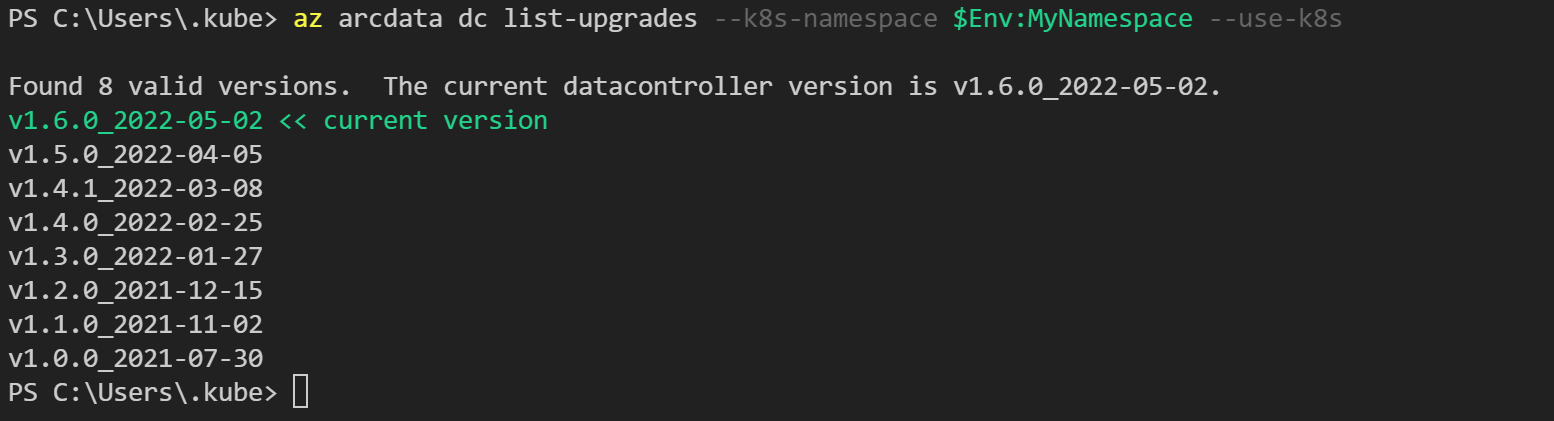 PS C:\Users\.kube> az arcdata dc list-upgrades --k8s-namespace $Env:MyNamespace --use-k8s
Found 8 valid versions.  The current datacontroller version is v1.6.0_2022-05-02.
v1.6.0_2022-05-02 << current version
v1.5.0_2022-04-05
v1.4.1_2022-03-08
v1.4.0_2022-02-25
v1.3.0_2022-01-27
v1.2.0_2021-12-15
v1.1.0_2021-11-02
v1.0.0_2021-07-30
PS C:\Users\.kube>